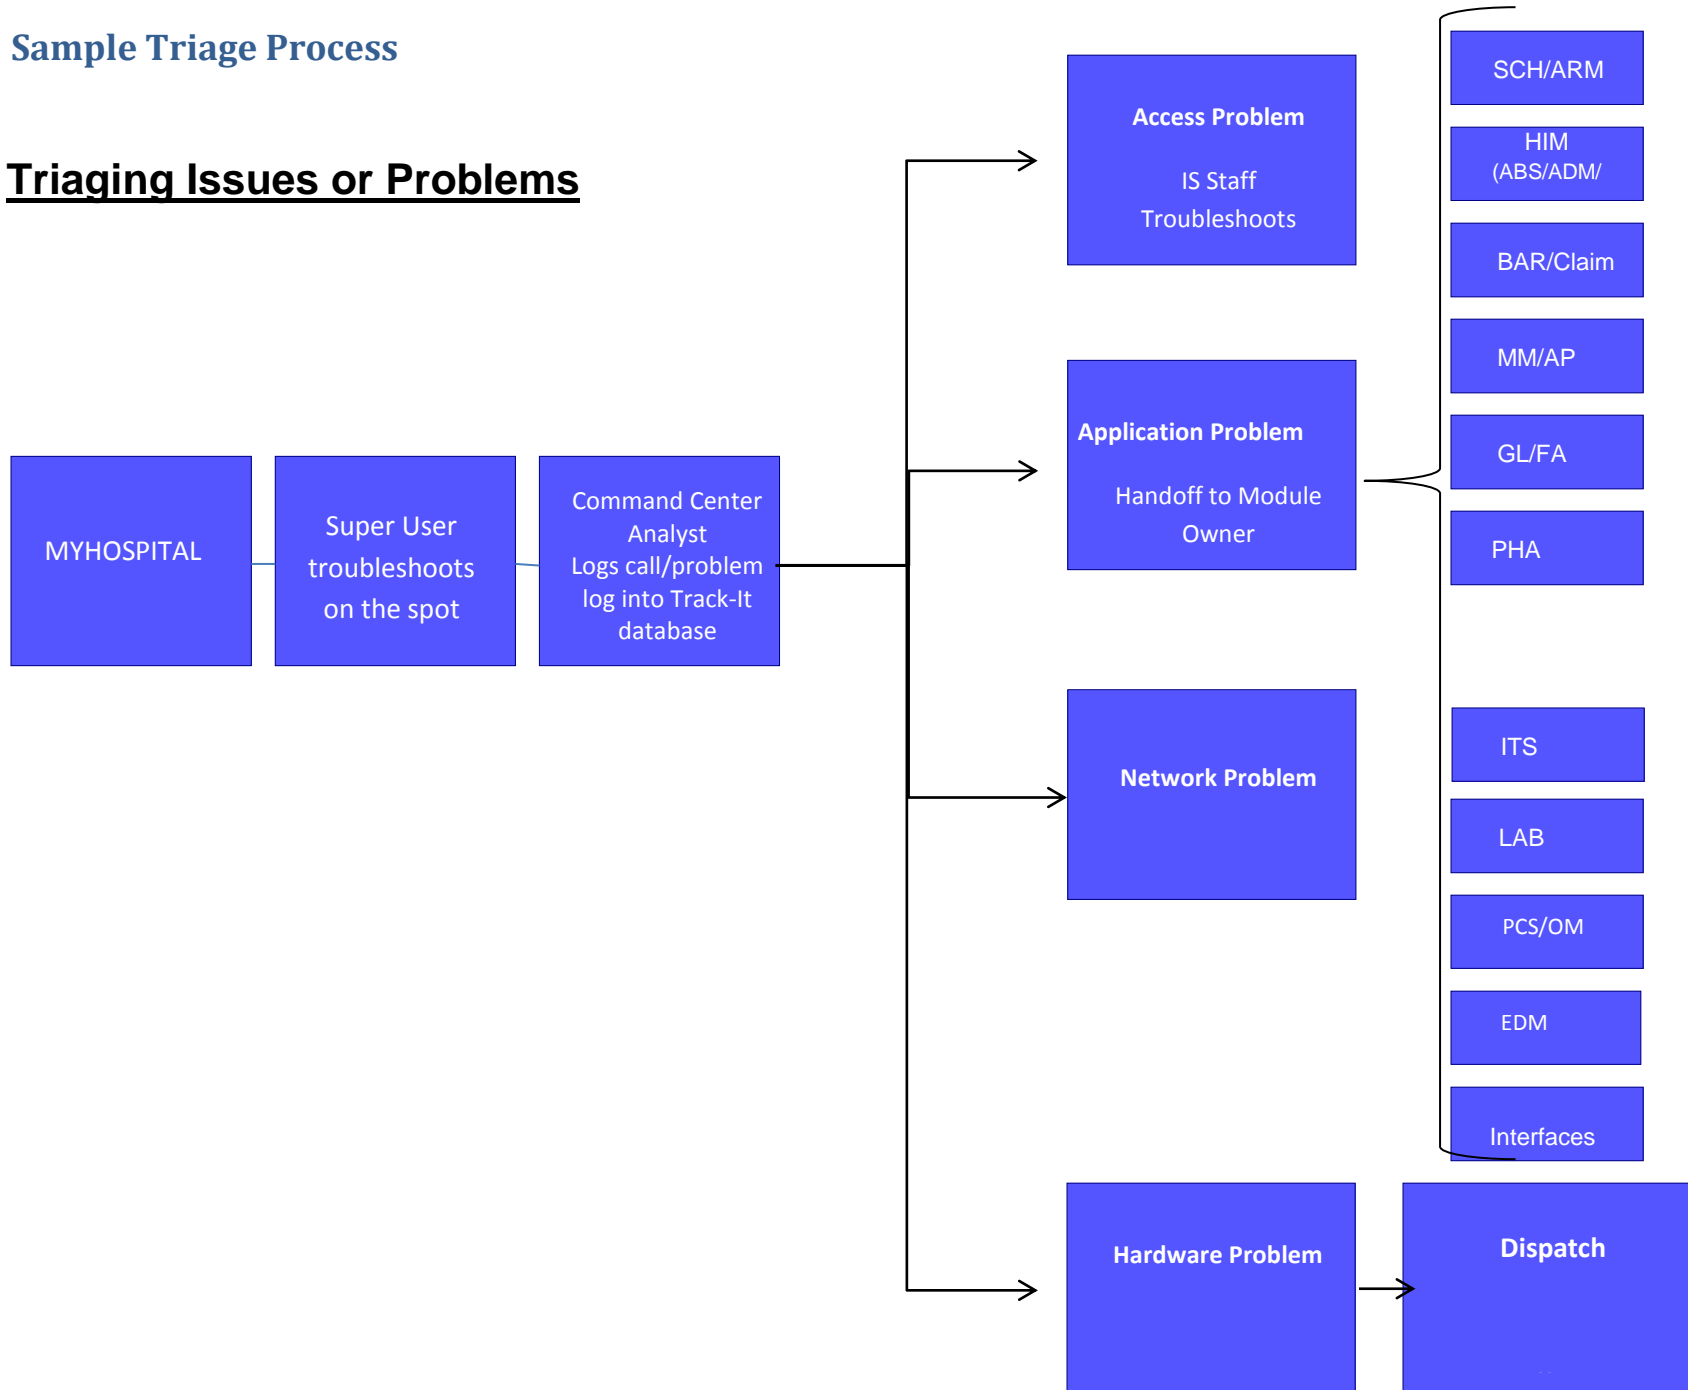 Sample Triage Process
Triaging Issues or Problems
MYHOSPITAL
Super User
troubleshoots
on the spot
Command Center
Analyst
Logs call/problem
log into Track-It
database
Access Problem
IS Staff
Troubleshoots
Application Problem
Handoff to Module
Owner
Network Problem
Hardware Problem
Dispatch
SCH/ARM
HIM
(ABS/ADM/
BAR/Claim
MM/AP
GL/FA
PHA
ITS
LAB
PCS/OM
EDM
Interfaces